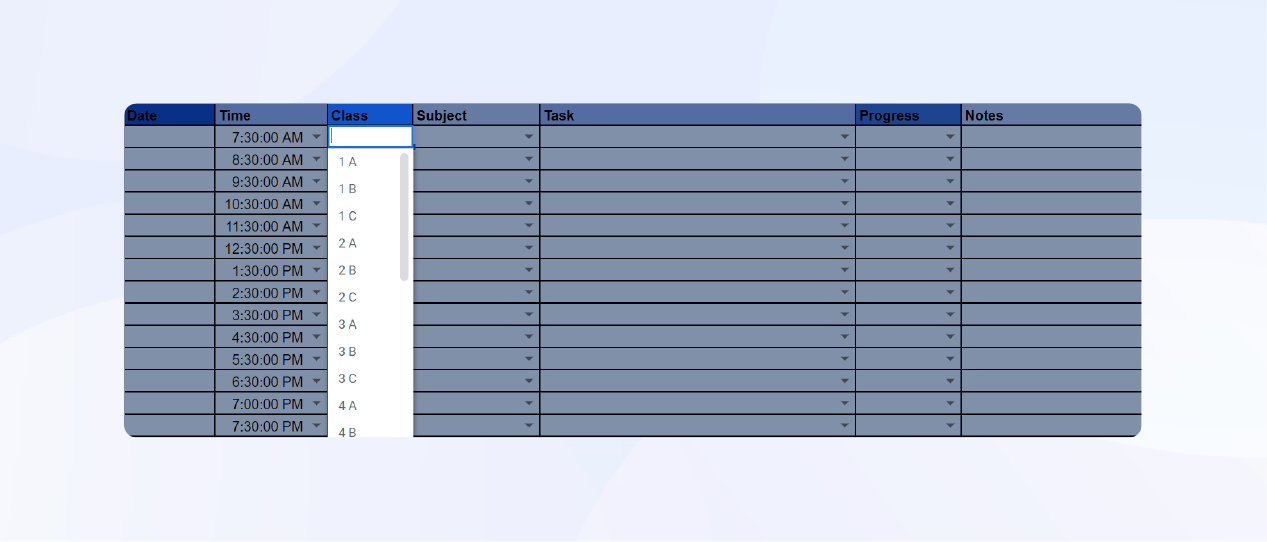 Date Time Class Subject Task Progress Notes
7:30:00 AM
8:30:00 AM 1 A
9:30:00 AM 1 B
10:30:00 AM 1 C
11:30:00 AM 2 A
12:30:00 PM 2 B
1:30:00 PM 2 C
2:30:00 PM 3 A
3:30:00 PM 3 B
4:30:00 PM 3 C
5:30:00 PM 4 A
6:30:00 PM 4 B
7:00:00 PM
7:30:00 PM